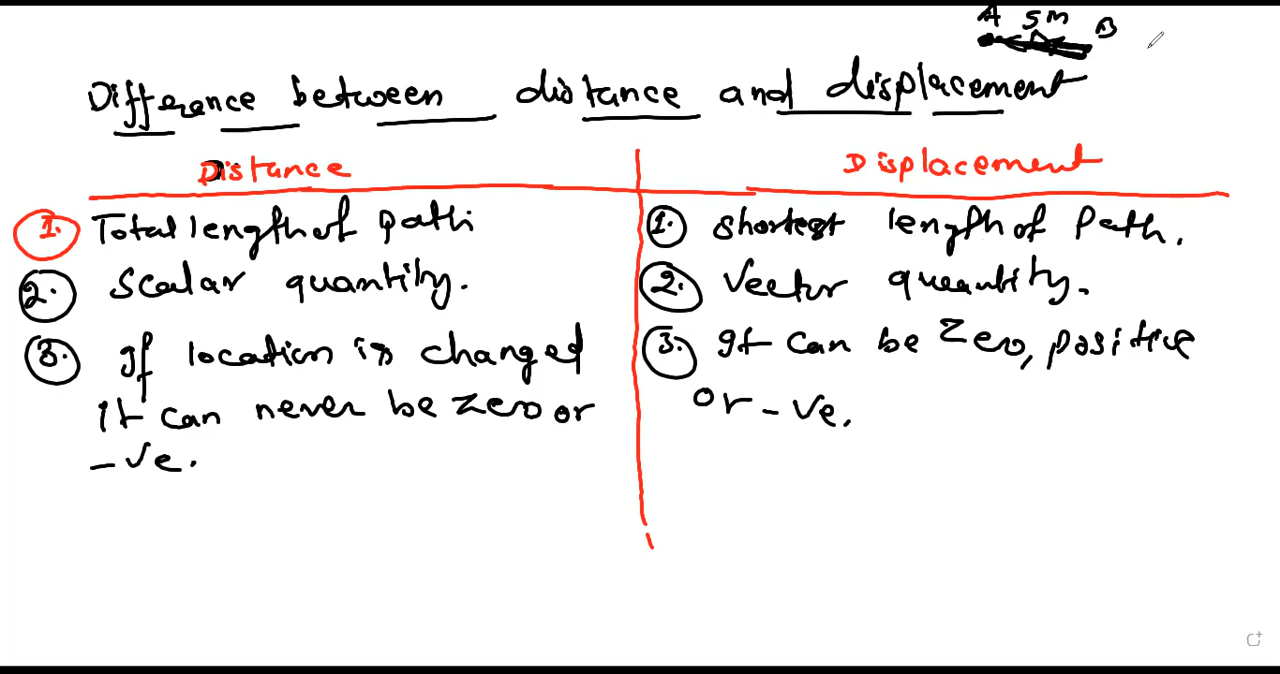 A 5m B
Difference between distance and displacement
Distance
Displacement
1. Total length of path
2. Scalar quantity.
3. If location is changed
it can never be zero or
-ve.
1. shortest length of Path.
2. Vector quantity.
3. It can be zero, positive
or -ve.